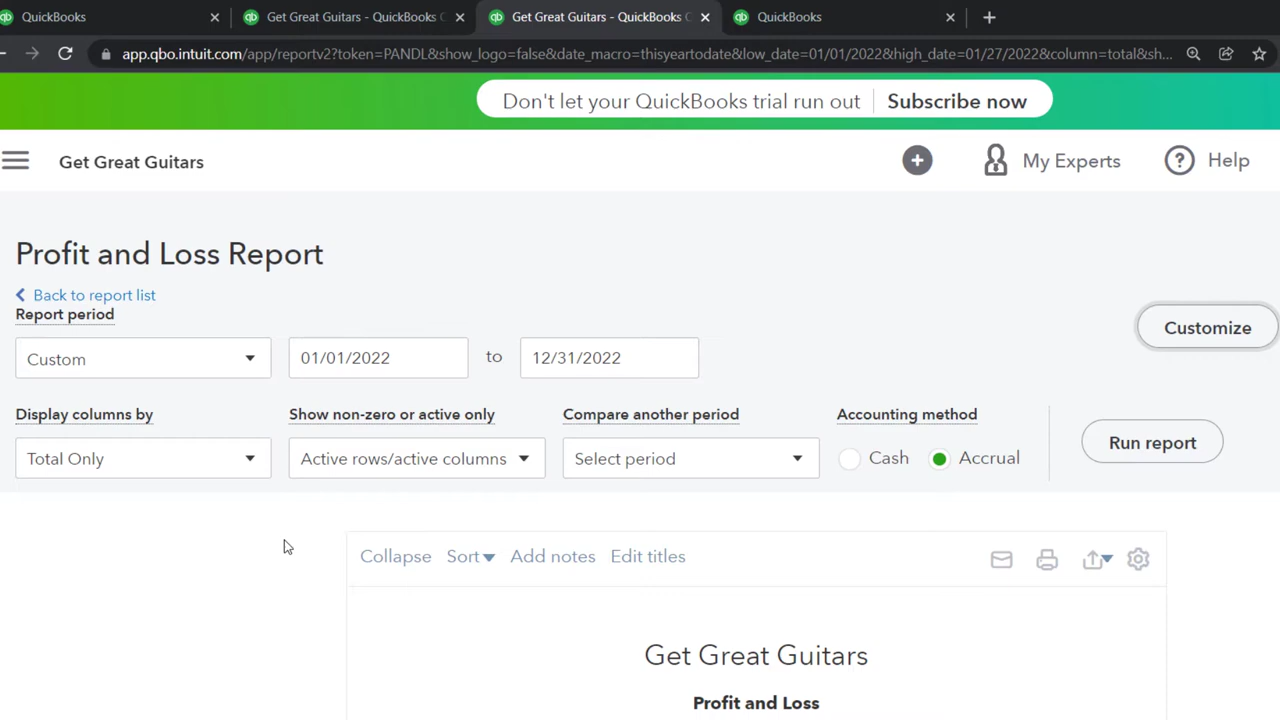 QuickBooks
Get Great Guitars - QuickBooks C
Get Great Guitars - QuickBooks C
QuickBooks
app.qbo.intuit.com/app/reportv2?token=PANDL&show_logo=false&date_macro=thisyeartodate&low_date=01/01/2022&high_date=01/27/2022&column=total&sh...
Don't let your QuickBooks trial run out
Subscribe now
Get Great Guitars
My Experts
Help
Profit and Loss Report
Back to report list
Report period
Customize
Custom
01/01/2022
to
12/31/2022
Display columns by
Show non-zero or active only
Compare another period
Accounting method
Total Only
Active rows/active columns
Select period
Cash
Accrual
Run report
Collapse
Sort
Add notes
Edit titles
Get Great Guitars
Profit and Loss